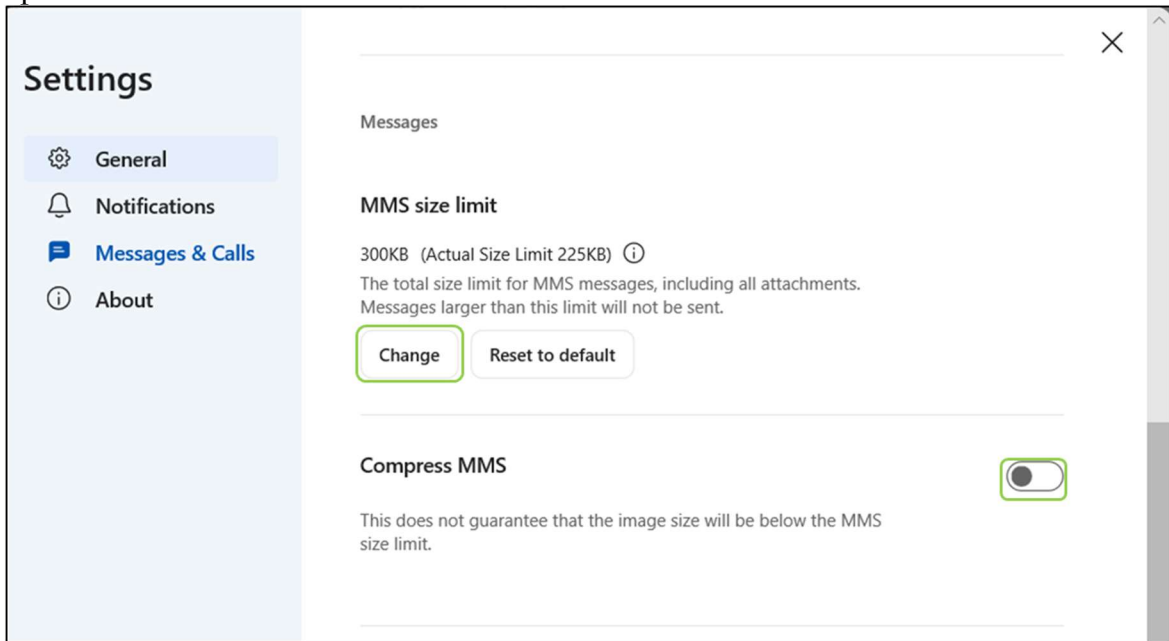 Settings
General
Notifications
Messages & Calls
About
Messages
MMS size limit
300KB (Actual Size Limit 225KB)
The total size limit for MMS messages, including all attachments.
Messages larger than this limit will not be sent.
Change
Reset to default
Compress MMS
This does not guarantee that the image size will be below the MMS
size limit.